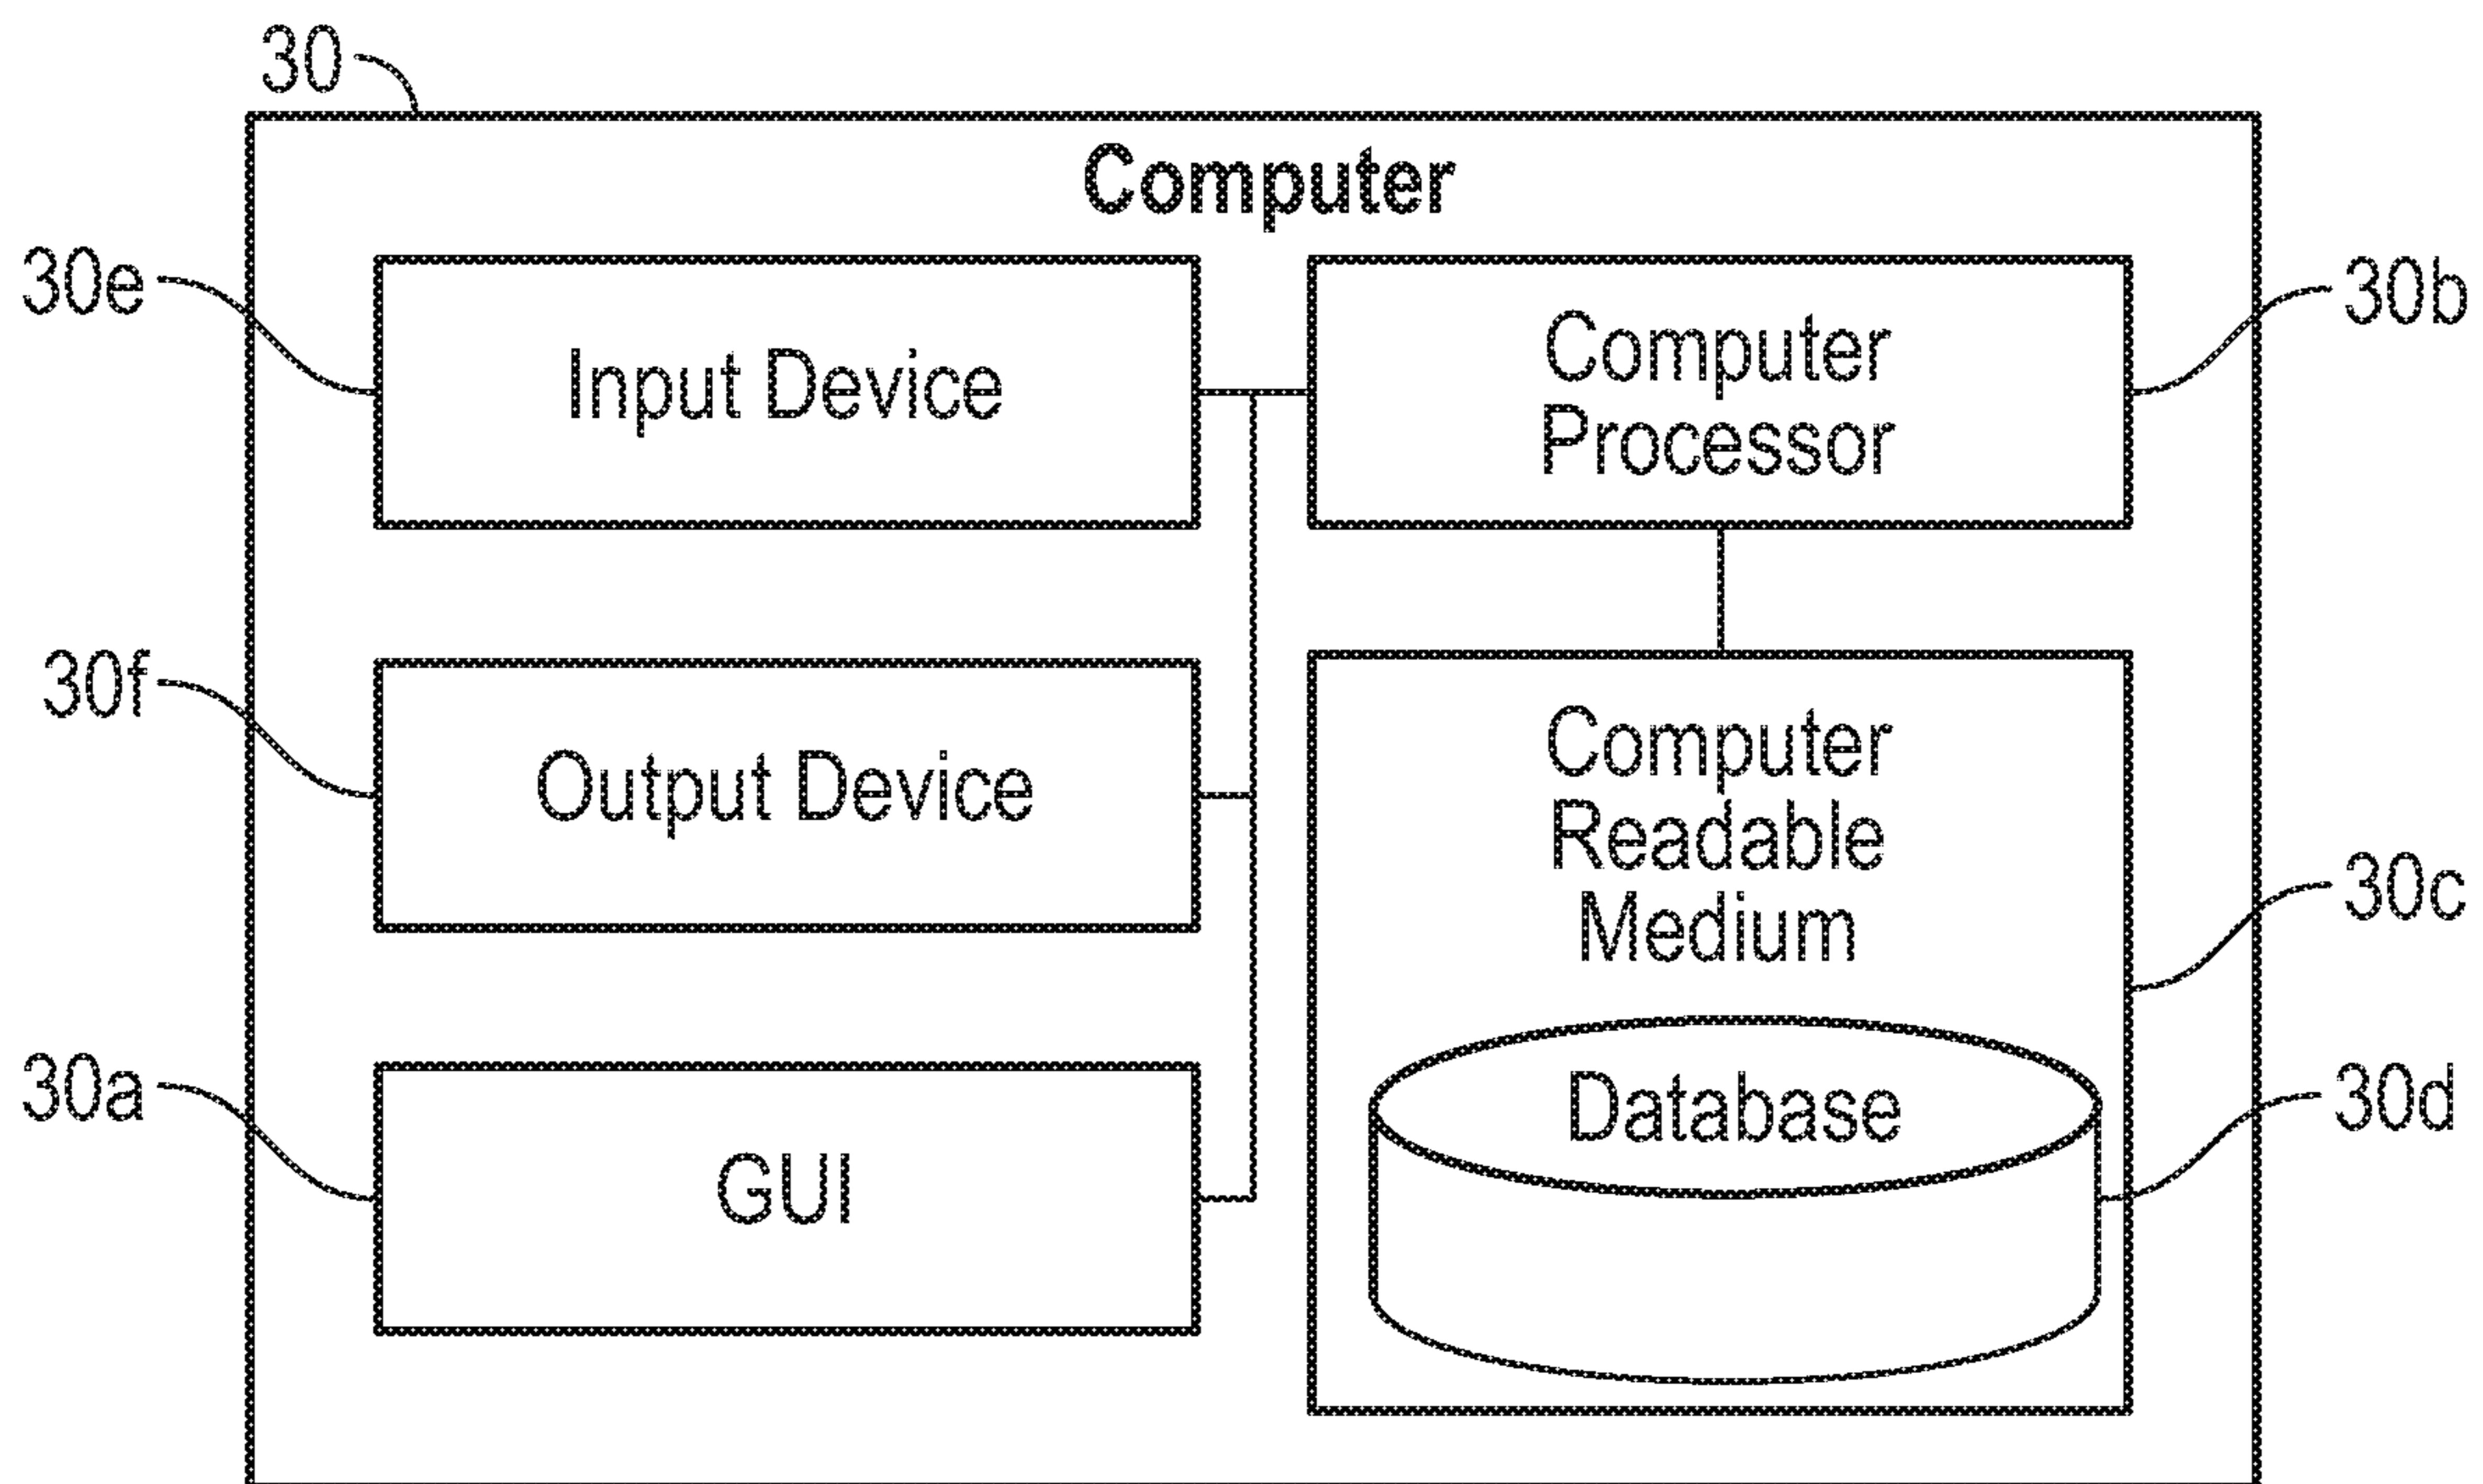 30
Computer
30e
Input Device
Computer
Processor
30b
30f
Output Device
Computer
Readable
Medium
30c
30a
GUI
Database
30d